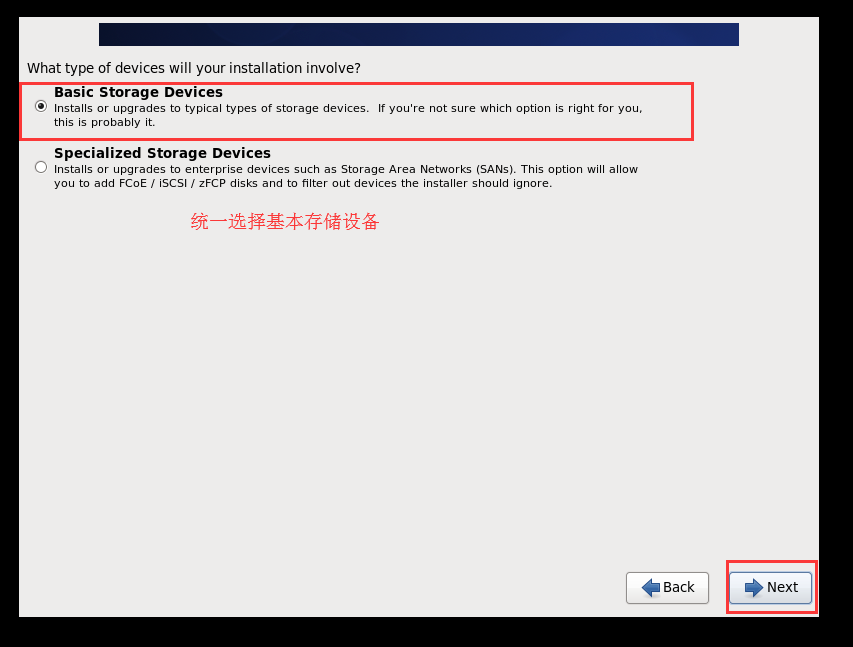 What type of devices will your installation involve?
Basic Storage Devices
Installs or upgrades to typical types of storage devices.  If you're not sure which option is right for you,
this is probably it.
Specialized Storage Devices
Installs or upgrades to enterprise devices such as Storage Area Networks (SANs). This option will allow
you to add FCoE / iSCSI / zFCP disks and to filter out devices the installer should ignore.
统一选择基本存储设备
Back
Next